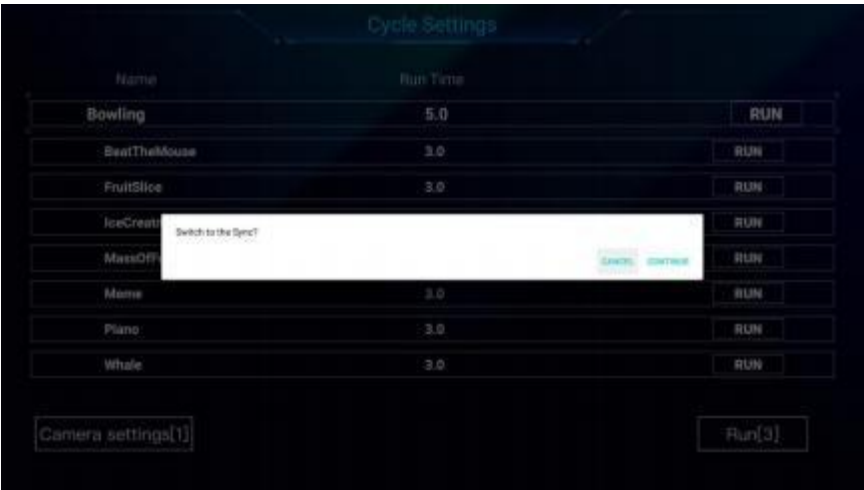 Cycle Settings
Name Run Time
Bowling 5.0 RUN
BeatTheMouse 3.0 RUN
FruitSlice 3.0 RUN
IceCream RUN
Switch to the Sync?
CANCEL CONTINUE
MassOfF RUN
Meme 3.0 RUN
Piano 3.0 RUN
Whale 3.0 RUN
Camera settings[1] Run[3]